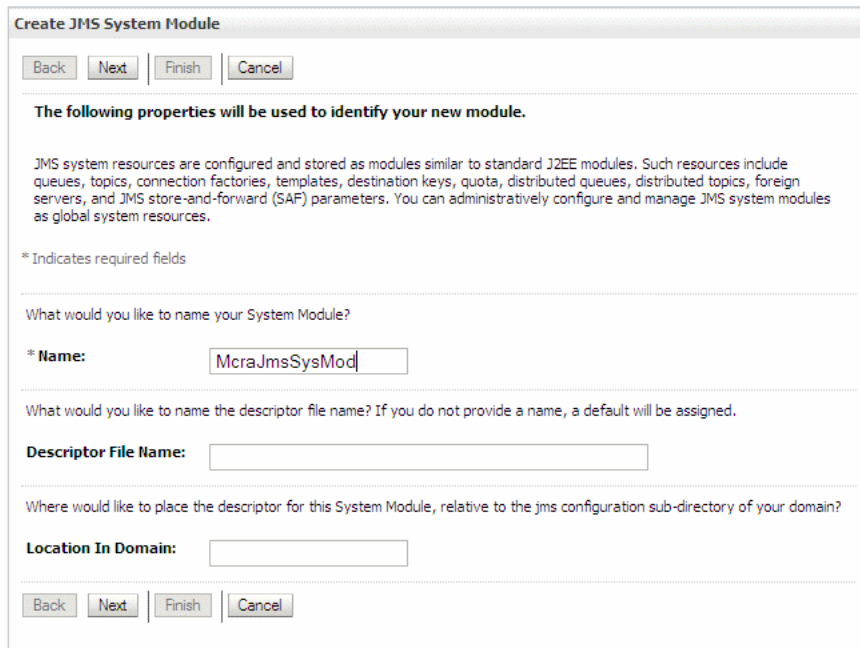 Create JMS System Module
Back Next Finish Cancel
The following properties will be used to identify your new module.
JMS system resources are configured and stored as modules similar to standard J2EE modules. Such resources include
queues, topics, connection factories, templates, destination keys, quota, distributed queues, distributed topics, foreign
servers, and JMS store-and-forward (SAF) parameters. You can administratively configure and manage JMS system modules
as global system resources.
* Indicates required fields
What would you like to name your System Module?
* Name: McraJmsSysMod
What would you like to name the descriptor file name? If you do not provide a name, a default will be assigned.
Descriptor File Name:
Where would like to place the descriptor for this System Module, relative to the jms configuration sub-directory of your domain?
Location In Domain:
Back Next Finish Cancel